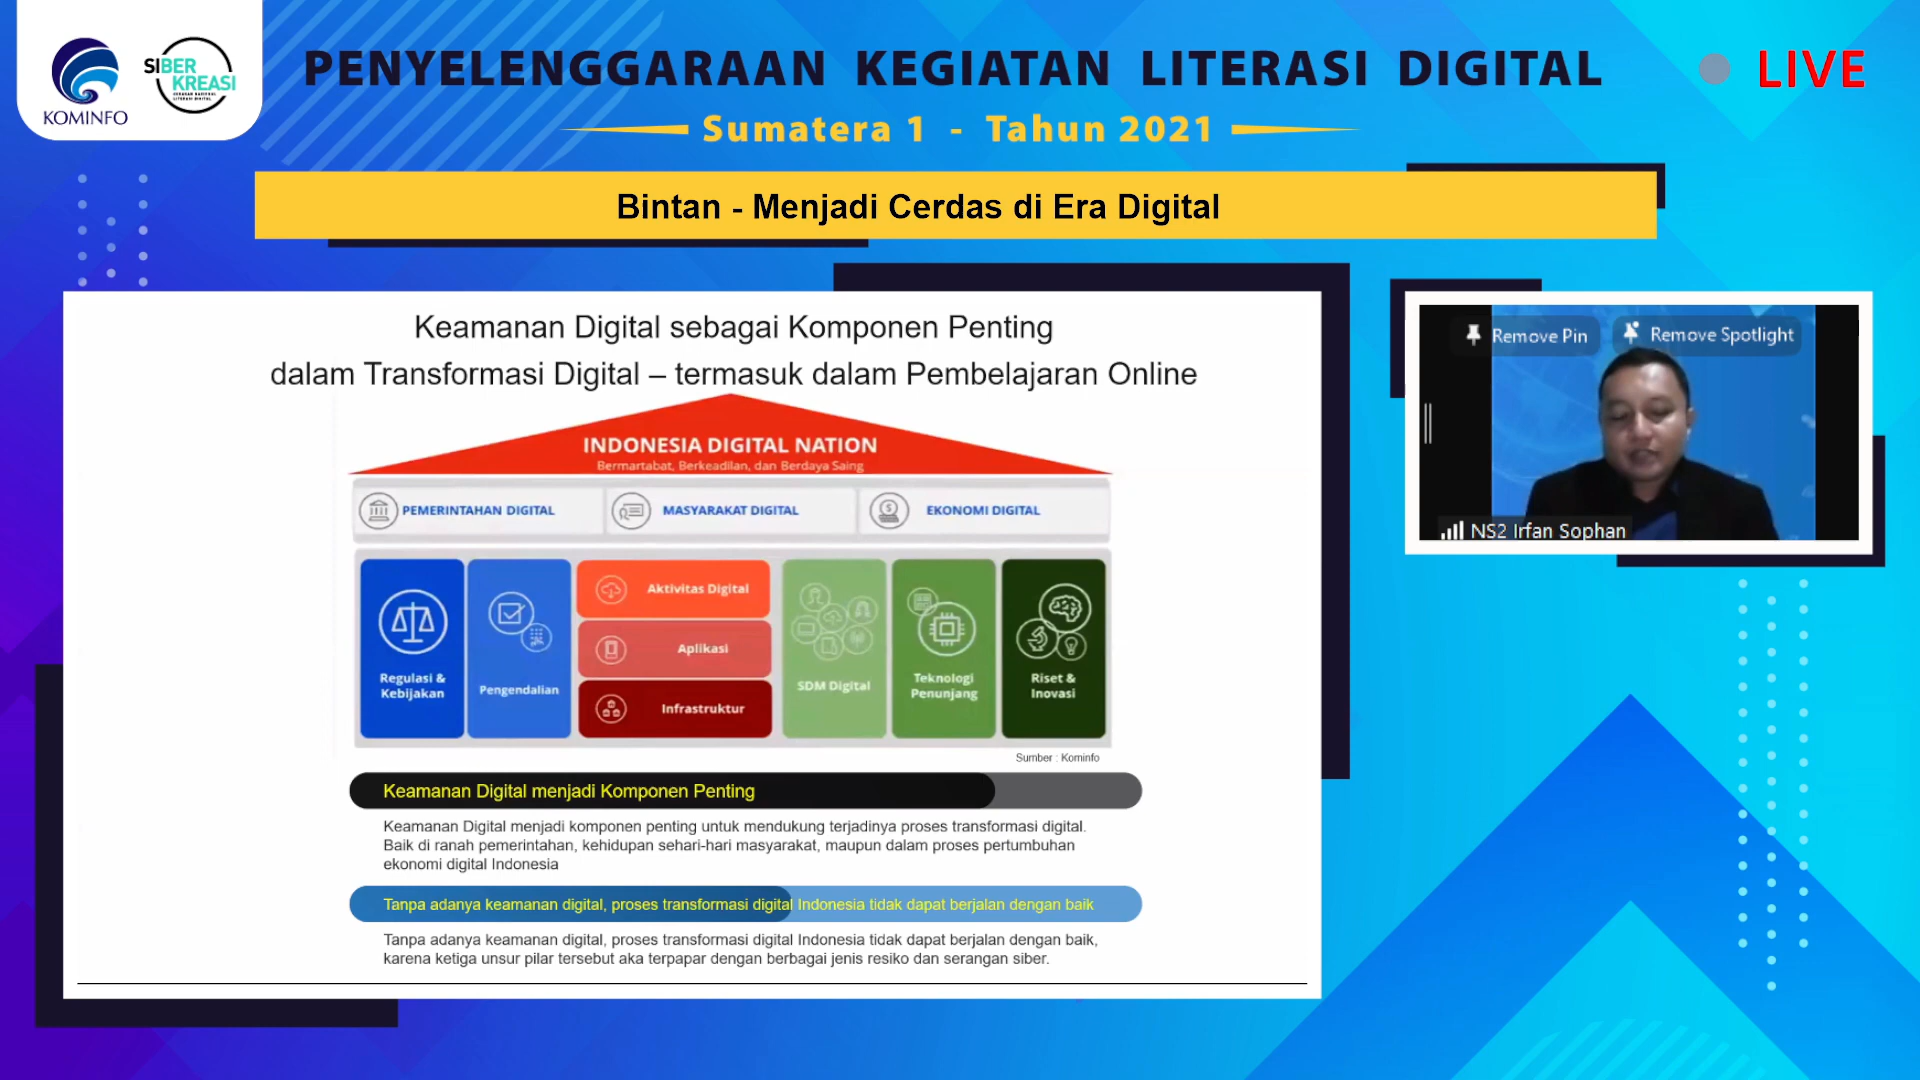 KOMINFO
SIBER
KREASI
GERAKAN NASIONAL
LITERASI DIGITAL
PENYELENGGARAAN KEGIATAN LITERASI DIGITAL
LIVE
Sumatera 1 - Tahun 2021
Bintan - Menjadi Cerdas di Era Digital
Keamanan Digital sebagai Komponen Penting
dalam Transformasi Digital – termasuk dalam Pembelajaran Online
INDONESIA DIGITAL NATION
Bermartabat, Berkeadilan, dan Berdaya Saing
PEMERINTAHAN DIGITAL
MASYARAKAT DIGITAL
EKONOMI DIGITAL
Regulasi &
Kebijakan
Pengendalian
Aktivitas Digital
Aplikasi
Infrastruktur
SDM Digital
Teknologi
Penunjang
Riset &
Inovasi
Sumber : Kominfo
Keamanan Digital menjadi Komponen Penting
Keamanan Digital menjadi komponen penting untuk mendukung terjadinya proses transformasi digital.
Baik di ranah pemerintahan, kehidupan sehari-hari masyarakat, maupun dalam proses pertumbuhan
ekonomi digital Indonesia
Tanpa adanya keamanan digital, proses transformasi digital Indonesia tidak dapat berjalan dengan baik
Tanpa adanya keamanan digital, proses transformasi digital Indonesia tidak dapat berjalan dengan baik,
karena ketiga unsur pilar tersebut aka terpapar dengan berbagai jenis resiko dan serangan siber.
Remove Pin
Remove Spotlight
NS2 Irfan Sophan